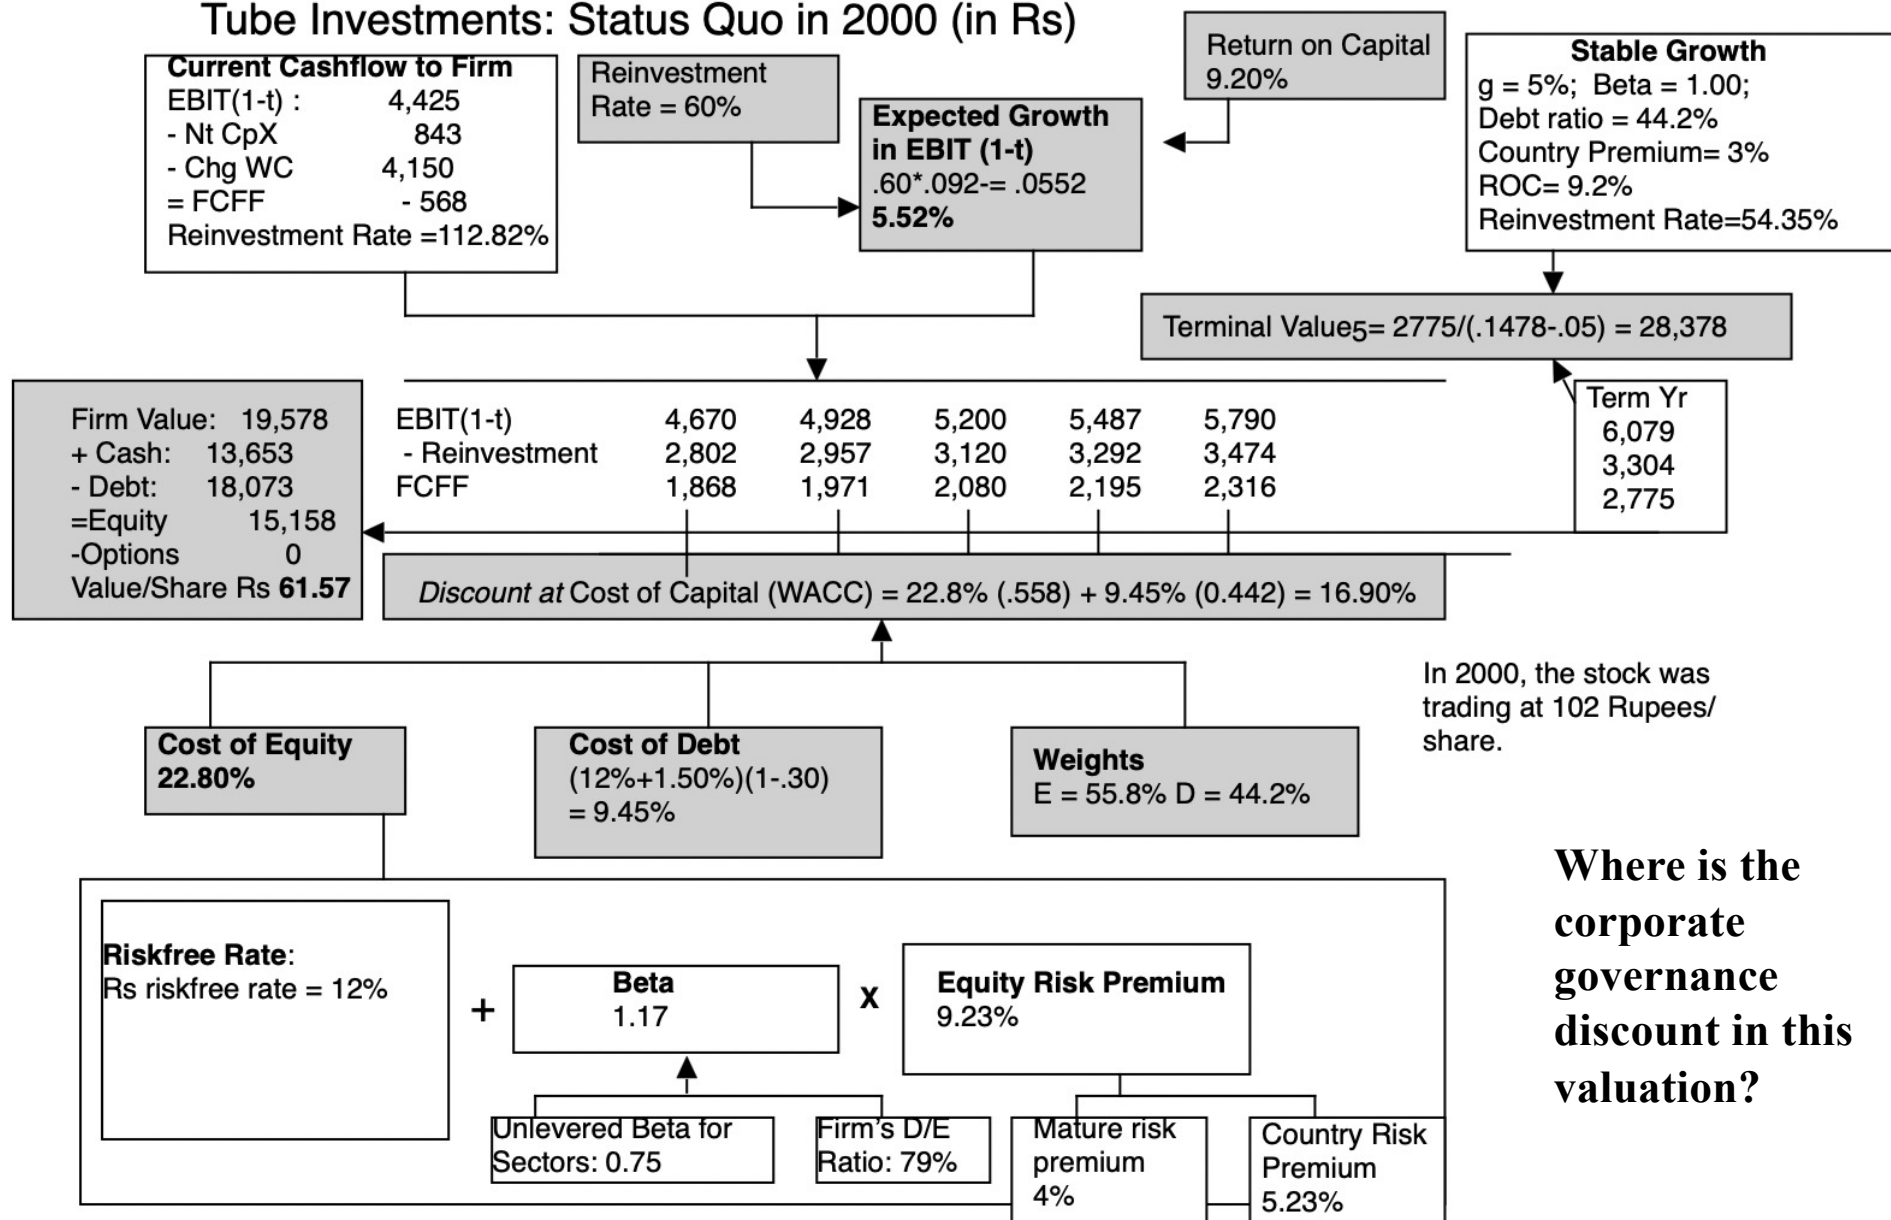 Tube Investments: Status Quo in 2000 (in Rs)
Current Cashflow to Firm
EBIT(1-t) : 4,425
- Nt CpX 843
- Chg WC 4,150
= FCFF - 568
Reinvestment Rate =112.82%
Reinvestment
Rate = 60%
Expected Growth
in EBIT (1-t)
.60*.092-= .0552
5.52%
Return on Capital
9.20%
Stable Growth
g = 5%; Beta = 1.00;
Debt ratio = 44.2%
Country Premium= 3%
ROC= 9.2%
Reinvestment Rate=54.35%
Terminal Value5= 2775/(.1478-.05) = 28,378
Firm Value: 19,578
+ Cash: 13,653
- Debt: 18,073
=Equity 15,158
-Options 0
Value/Share Rs 61.57
EBIT(1-t) 4,670 4,928 5,200 5,487 5,790
- Reinvestment 2,802 2,957 3,120 3,292 3,474
FCFF 1,868 1,971 2,080 2,195 2,316
Term Yr
6,079
3,304
2,775
Discount at Cost of Capital (WACC) = 22.8% (.558) + 9.45% (0.442) = 16.90%
In 2000, the stock was
trading at 102 Rupees/
share.
Cost of Equity
22.80%
Cost of Debt
(12%+1.50%)(1-.30)
= 9.45%
Weights
E = 55.8% D = 44.2%
Riskfree Rate:
Rs riskfree rate = 12%
+
Beta
1.17
X
Equity Risk Premium
9.23%
Unlevered Beta for
Sectors: 0.75
Firm's D/E
Ratio: 79%
Mature risk
premium
4%
Country Risk
Premium
5.23%
Where is the
corporate
governance
discount in this
valuation?